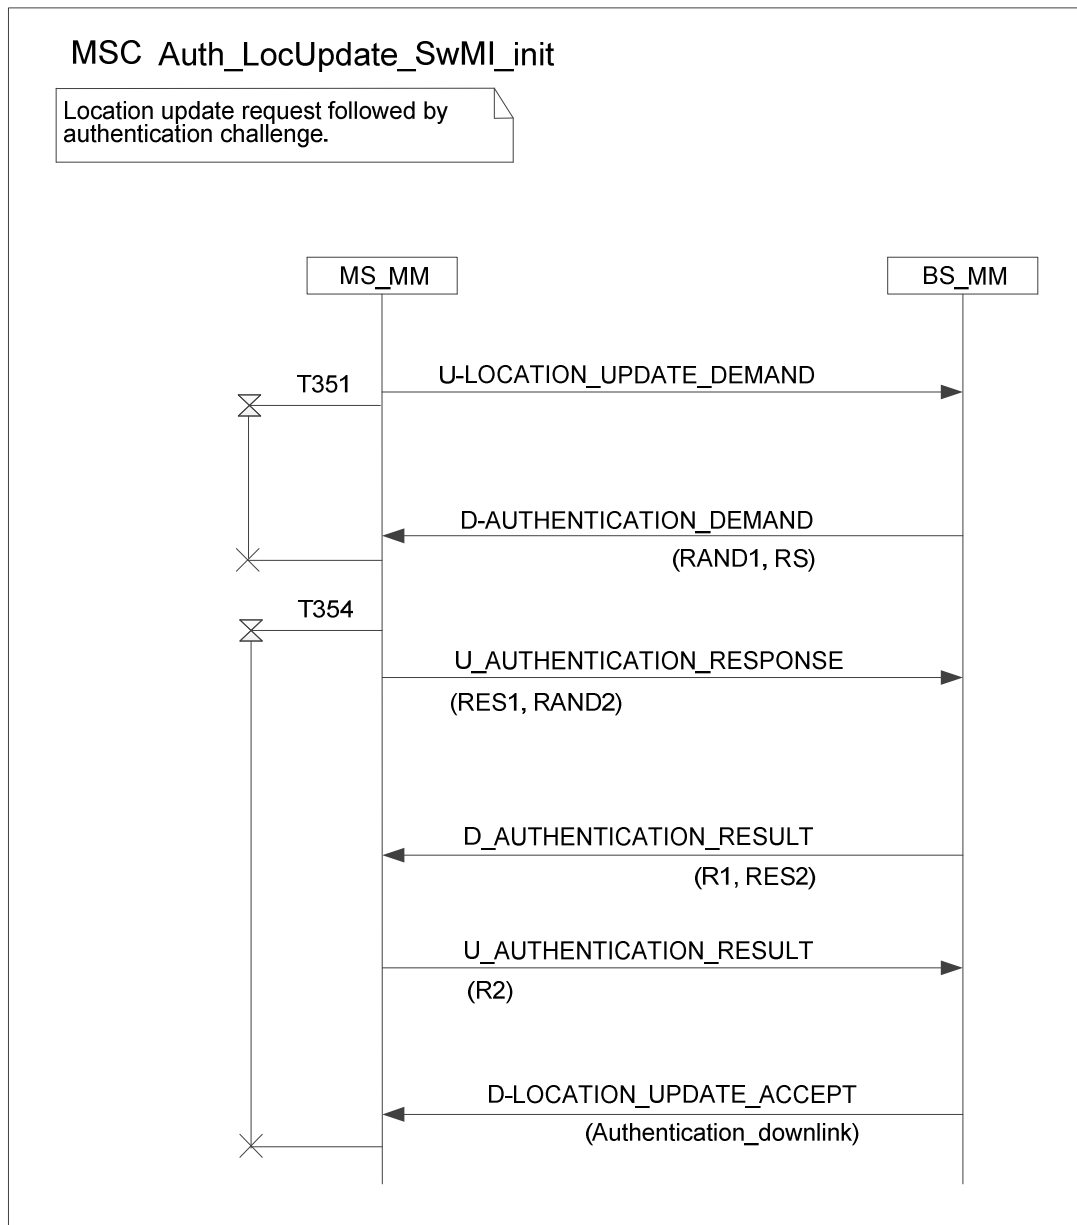 MSC Auth_LocUpdate_SwMI_init
Location update request followed by
authentication challenge.
MS_MM
BS_MM
T351
U-LOCATION_UPDATE_DEMAND
D-AUTHENTICATION_DEMAND
(RAND1, RS)
T354
U_AUTHENTICATION_RESPONSE
(RES1, RAND2)
D_AUTHENTICATION_RESULT
(R1, RES2)
U_AUTHENTICATION_RESULT
(R2)
D-LOCATION_UPDATE_ACCEPT
(Authentication_downlink)